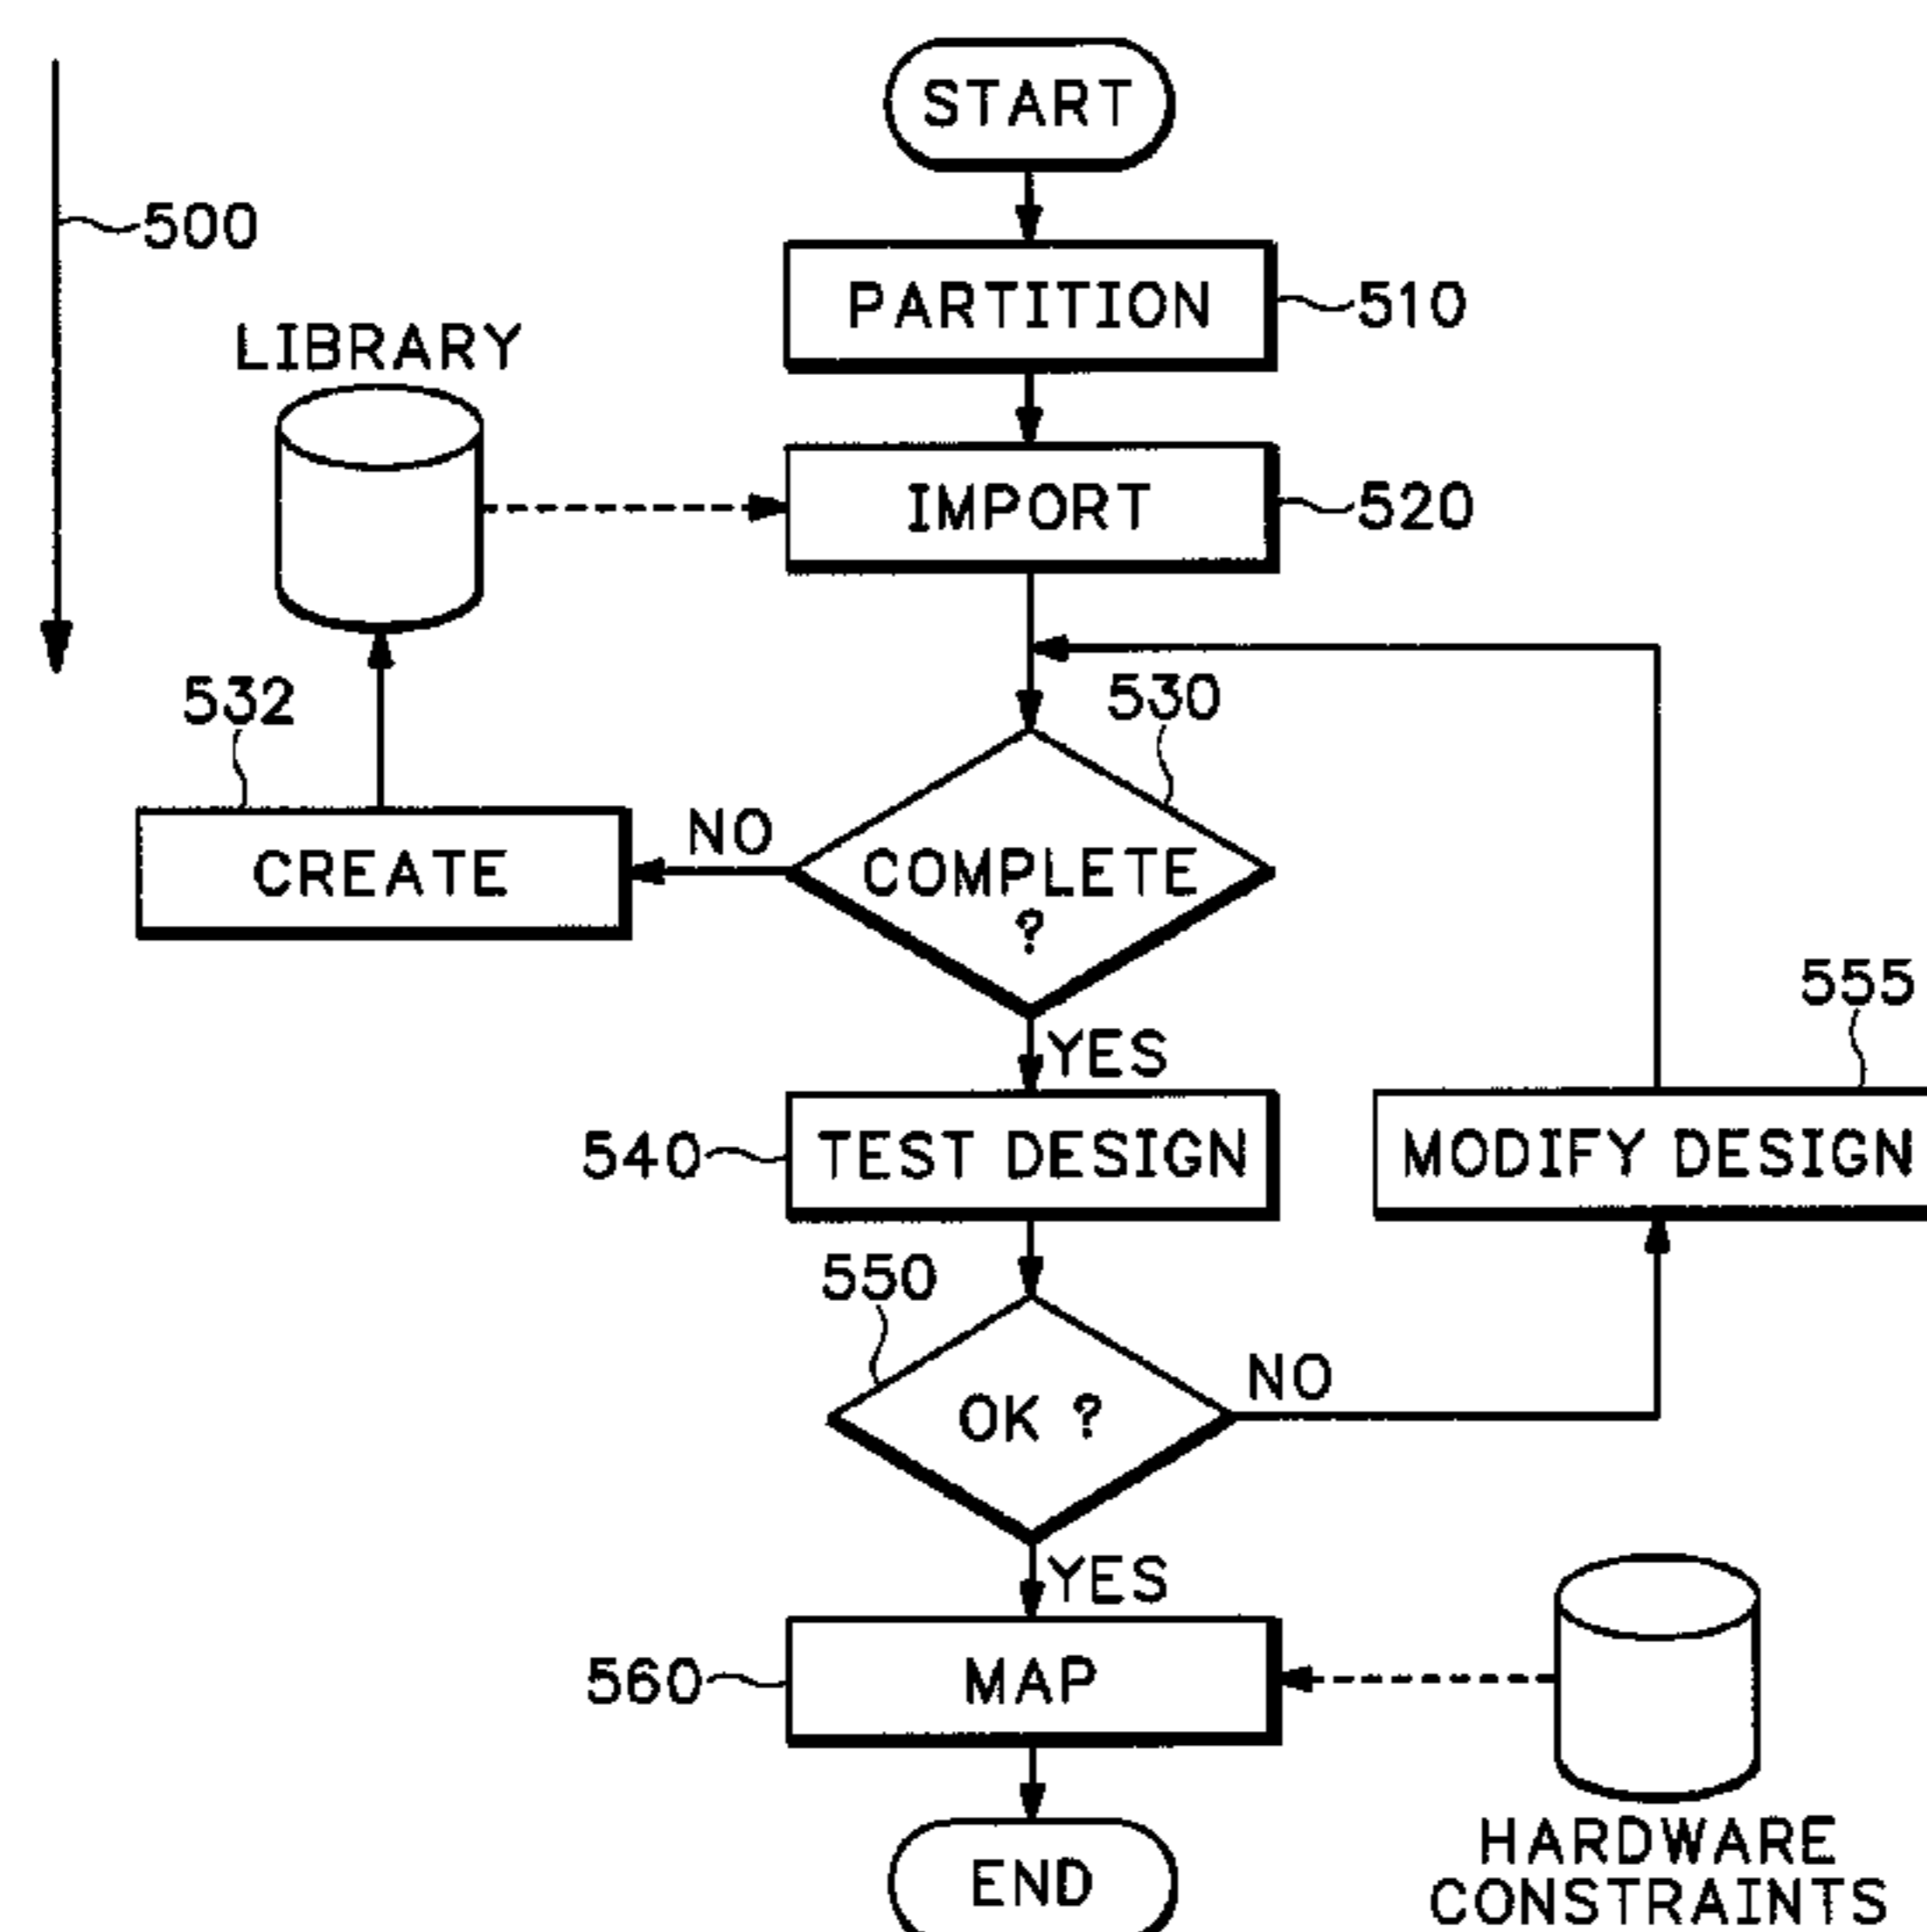 START
500
PARTITION
510
LIBRARY
IMPORT
520
532
530
NO
CREATE
COMPLETE
?
555
YES
540
TEST DESIGN
MODIFY DESIGN
550
NO
OK ?
YES
560
MAP
HARDWARE
CONSTRAINTS
END